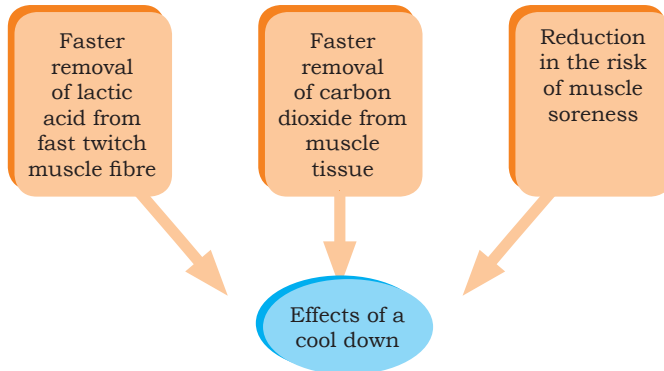 Faster
removal
of lactic
acid from
fast twitch
muscle fibre
Faster
removal
of carbon
dioxide from
muscle
tissue
Reduction
in the risk
of muscle
soreness
Effects of a
cool down